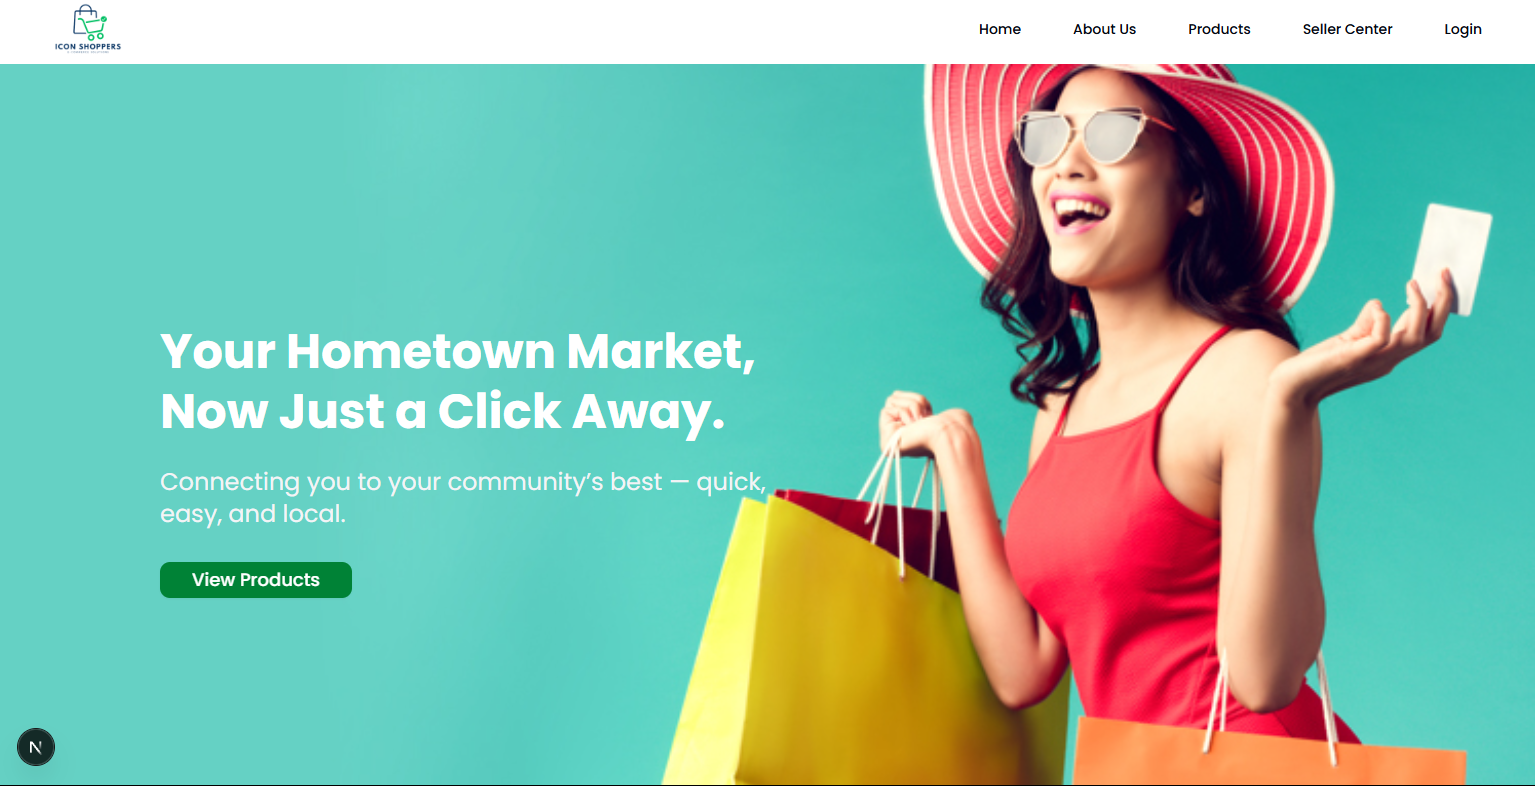 ICON SHOPPERS
Home
About Us
Products
Seller Center
Login
Your Hometown Market,
Now Just a Click Away.
Connecting you to your community’s best — quick,
easy, and local.
View Products
N